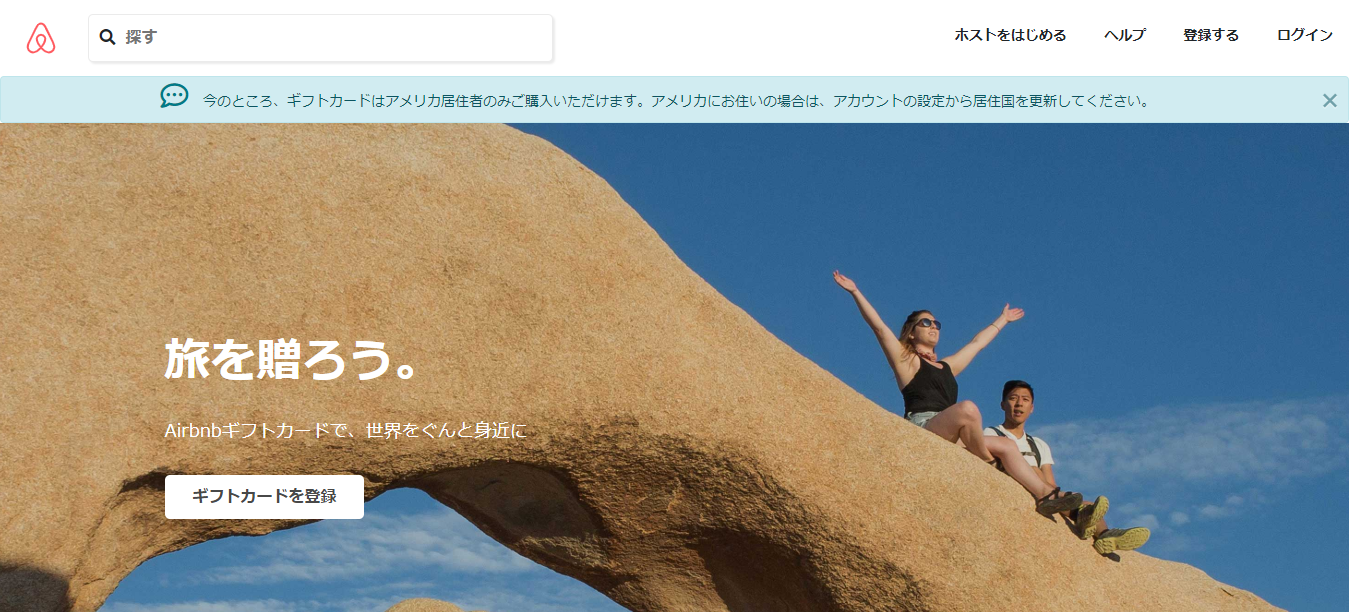 探す
ホストをはじめる
ヘルプ
登録する
ログイン
今のところ、ギフトカードはアメリカ居住者のみご購入いただけます。アメリカにお住いの場合は、アカウントの設定から居住国を更新してください。
旅を贈ろう。
Airbnbギフトカードで、世界をぐんと身近に
ギフトカードを登録